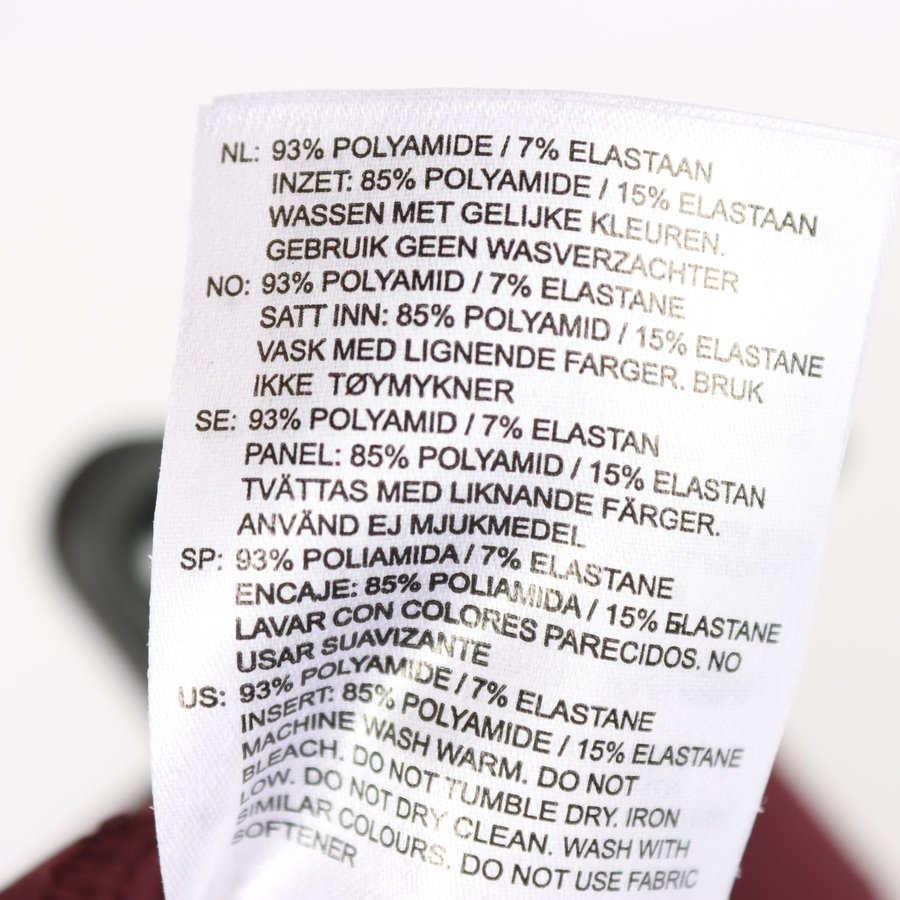 NL: 93% POLYAMIDE / 7% ELASTAAN
INZET: 85% POLYAMIDE / 15% ELASTAAN
WASSEN MET GELIJKE KLEUREN.
GEBRUIK GEEN WASVERZACHTER
NO: 93% POLYAMID / 7% ELASTANE
SATT INN: 85% POLYAMID / 15% ELASTANE
VASK MED LIGNENDE FARGER. BRUK
IKKE TØYMYKNER
SE: 93% POLYAMID / 7% ELASTAN
PANEL: 85% POLYAMID / 15% ELASTAN
TVÄTTAS MED LIKNANDE FÄRGER.
ANVÄND EJ MJUKMEDEL
SP: 93% POLIAMIDA / 7% ELASTANE
ENCAJE: 85% POLIAMIDA / 15% ELASTANE
LAVAR CON COLORES PARECIDOS. NO
USAR SUAVIZANTE
US: 93% POLYAMIDE / 7% ELASTANE
INSERT: 85% POLYAMIDE / 15% ELASTANE
MACHINE WASH WARM. DO NOT
BLEACH. DO NOT TUMBLE DRY. IRON
LOW. DO NOT DRY CLEAN. WASH WITH
SIMILAR COLOURS. DO NOT USE FABRIC
SOFTENER